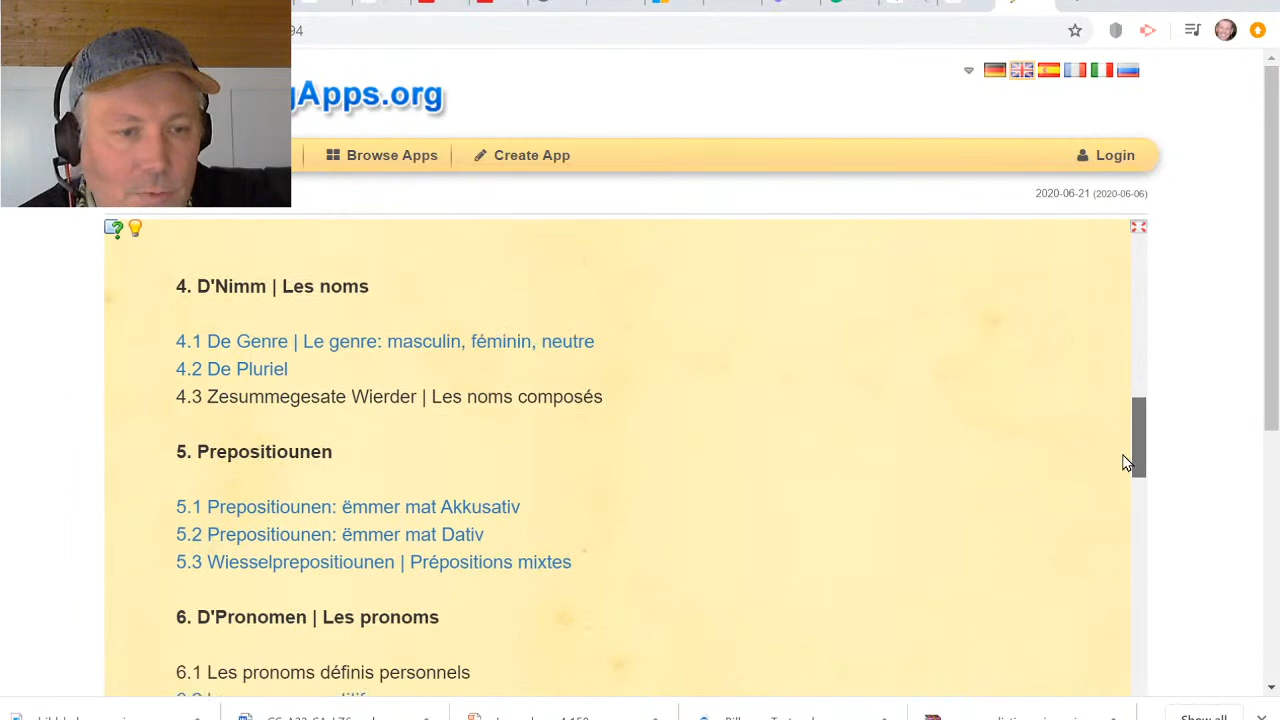 94
gApps.org
Browse Apps
Create App
Login
2020-06-21 (2020-06-06)
4. D'Nimm | Les noms
4.1 De Genre | Le genre: masculin, féminin, neutre
4.2 De Pluriel
4.3 Zesummegesate Wierder | Les noms composés
5. Prepositiounen
5.1 Prepositiounen: ëmmer mat Akkusativ
5.2 Prepositiounen: ëmmer mat Dativ
5.3 Wiesselprepositiounen | Prépositions mixtes
6. D'Pronomen | Les pronoms
6.1 Les pronoms définis personnels
Show all